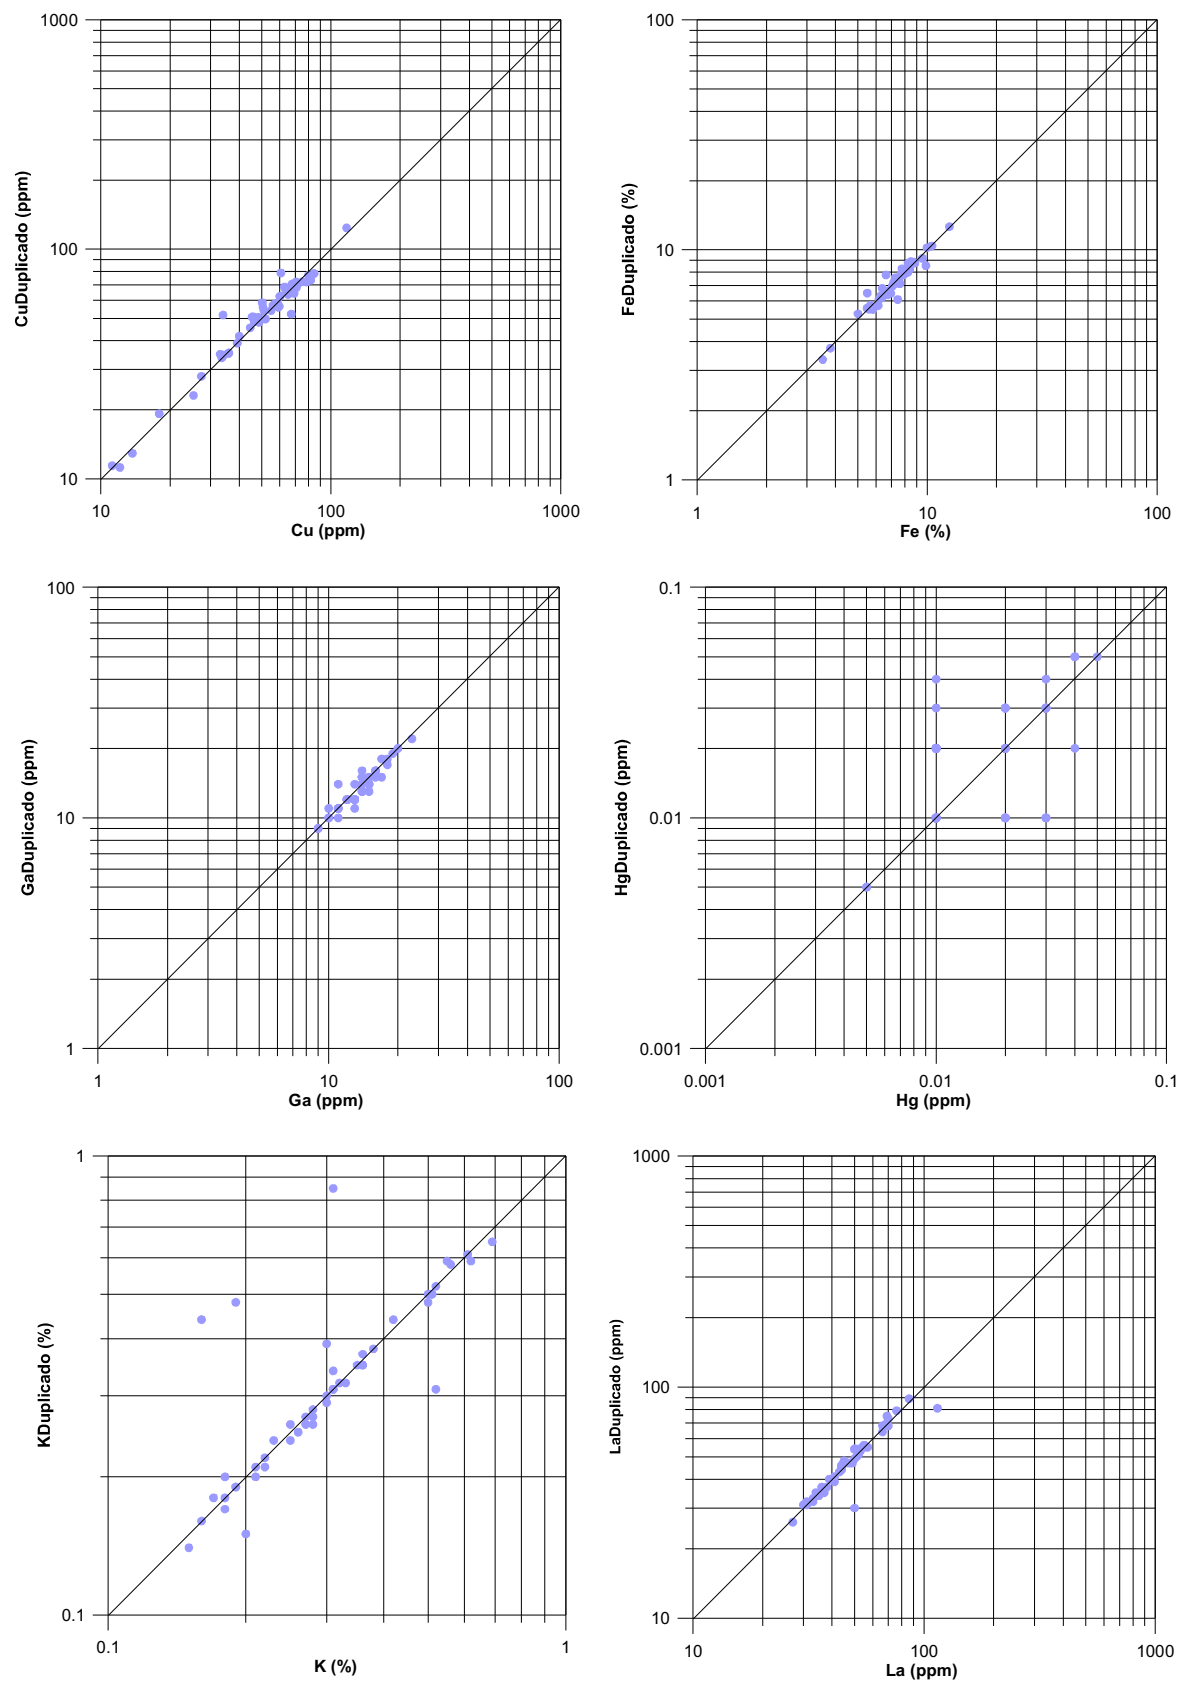 1000
100
10
CuDuplicado (ppm)
10
100
1000
Cu (ppm)
100
10
1
FeDuplicado (%)
1
10
100
Fe (%)
100
10
1
GaDuplicado (ppm)
1
10
100
Ga (ppm)
0.1
0.01
0.001
HgDuplicado (ppm)
0.001
0.01
0.1
Hg (ppm)
1
0.1
KDuplicado (%)
0.1
1
K (%)
1000
100
10
LaDuplicado (ppm)
10
100
1000
La (ppm)